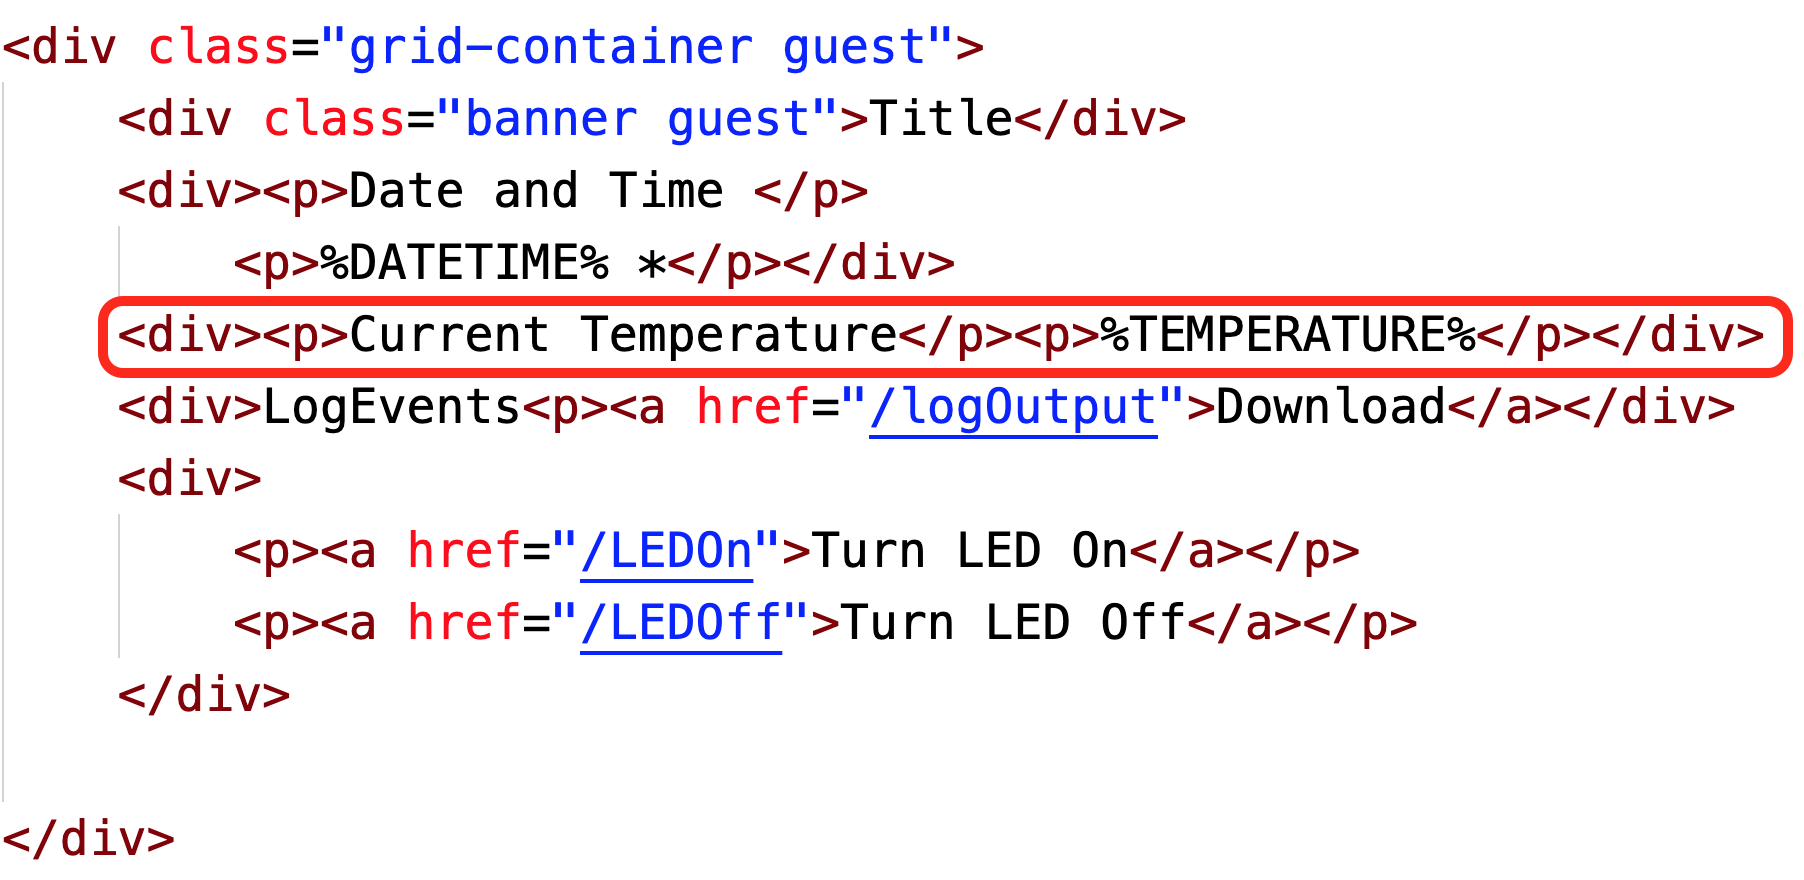 <div class="grid-container guest">
<div class="banner guest">Title</div>
<div><p>Date and Time </p>
<p>%DATETIME% *</p></div>
<div><p>Current Temperature</p><p>%TEMPERATURE%</p></div>
<div>LogEvents<p><a href="/logOutput">Download</a></div>
<div>
<p><a href="/LEDOn">Turn LED On</a></p>
<p><a href="/LEDOff">Turn LED Off</a></p>
</div>
</div>